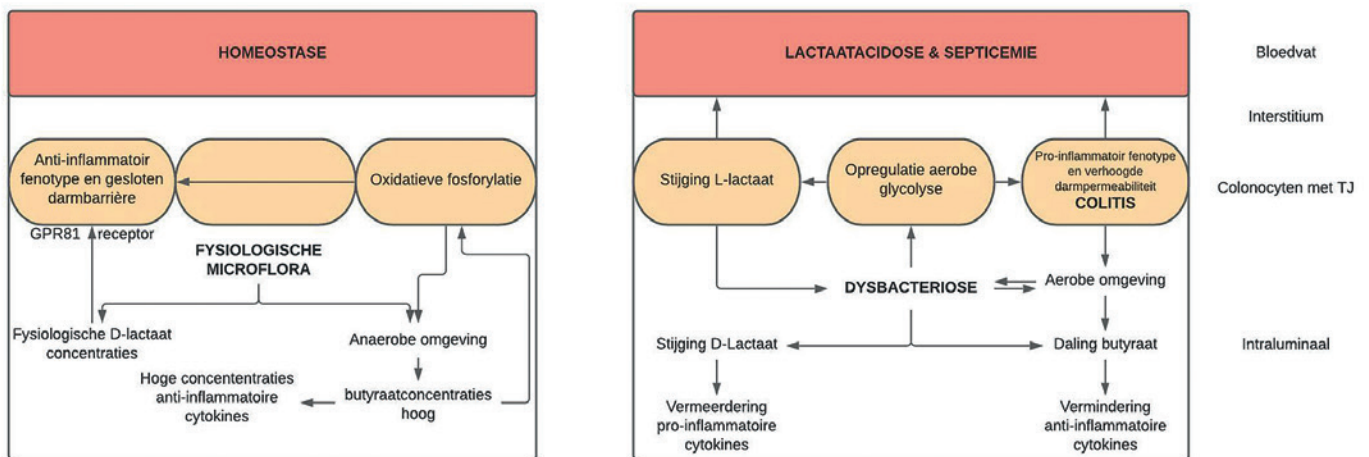 HOMEOSTASE
Anti-inflammatoir
fenotype en gesloten
darmbarrière
Oxidatieve fosforylatie
GPR81 receptor
FYSIOLOGISCHE
MICROFLORA
Fysiologische D-lactaat
concentraties
Anaerobe omgeving
Hoge concententraties
anti-inflammatoire
cytokines
butyraatconcentraties
hoog
LACTAATACIDOSE & SEPTICEMIE
Stijging L-lactaat
Opregulatie aerobe
glycolyse
Pro-inflammatoir fenotype
en verhoogde
darmpermeabiliteit
COLITIS
DYSBACTERIOSE
Aerobe omgeving
Stijging D-Lactaat
Daling butyraat
Vermeerdering
pro-inflammatoire
cytokines
Vermindering
anti-inflammatoire
cytokines
Bloedvat
Interstitium
Colonocyten met TJ
Intraluminaal